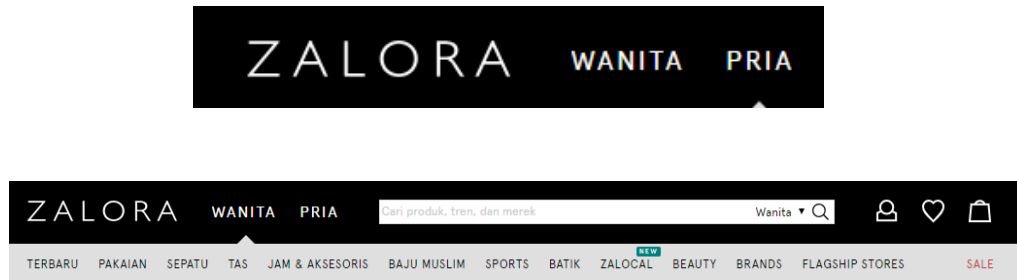 ZALORA WANITA PRIA
ZALORA WANITA PRIA Cari produk, tren, dan merek Wanita
NEW
TERBARU PAKAIAN SEPATU TAS JAM & AKSESORIS BAJU MUSLIM SPORTS BATIK ZALOCAL BEAUTY BRANDS FLAGSHIP STORES SALE